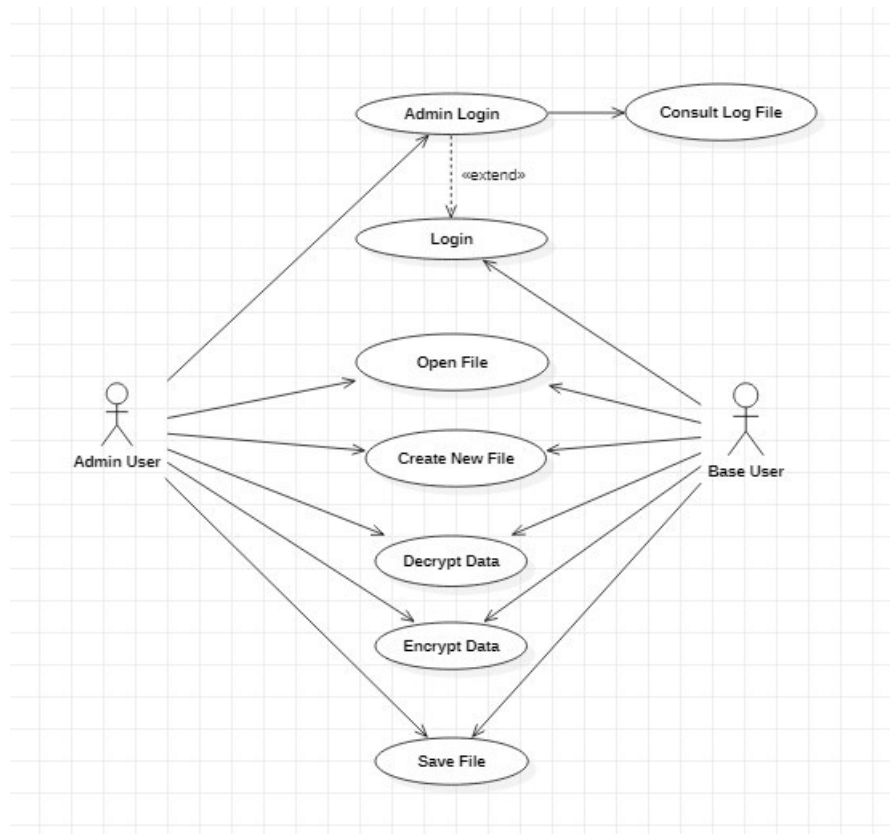 Admin Login
Consult Log File
«extend»
Login
Open File
Admin User
Create New File
Base User
Decrypt Data
Encrypt Data
Save File